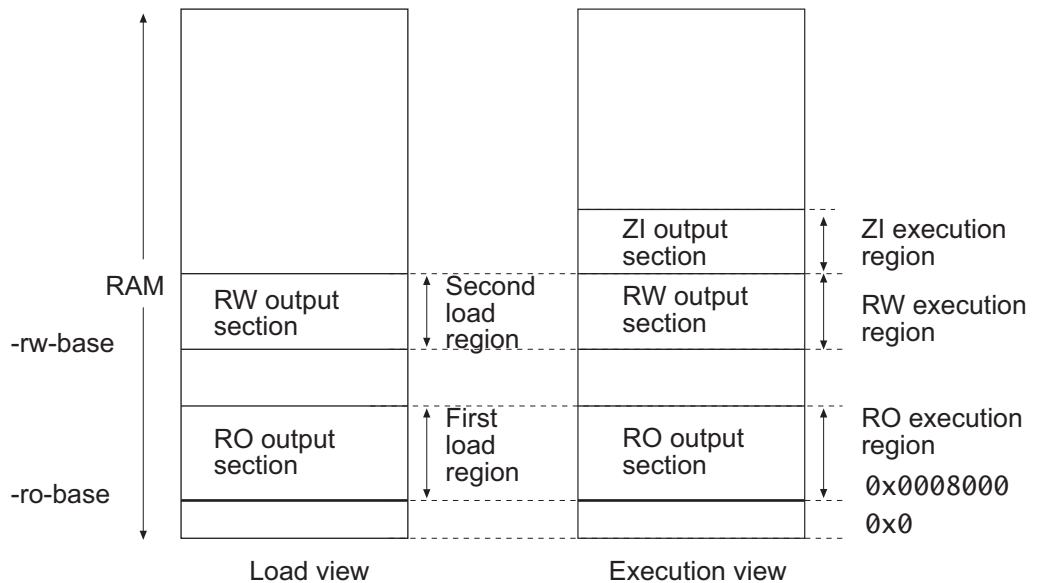 ZI output
section
ZI execution
region
RAM
RW output
section
Second
load
region
RW output
section
RW execution
region
-rw-base
RO output
section
First
load
region
RO output
section
RO execution
region
-ro-base
0x0008000
0x0
Load view
Execution view